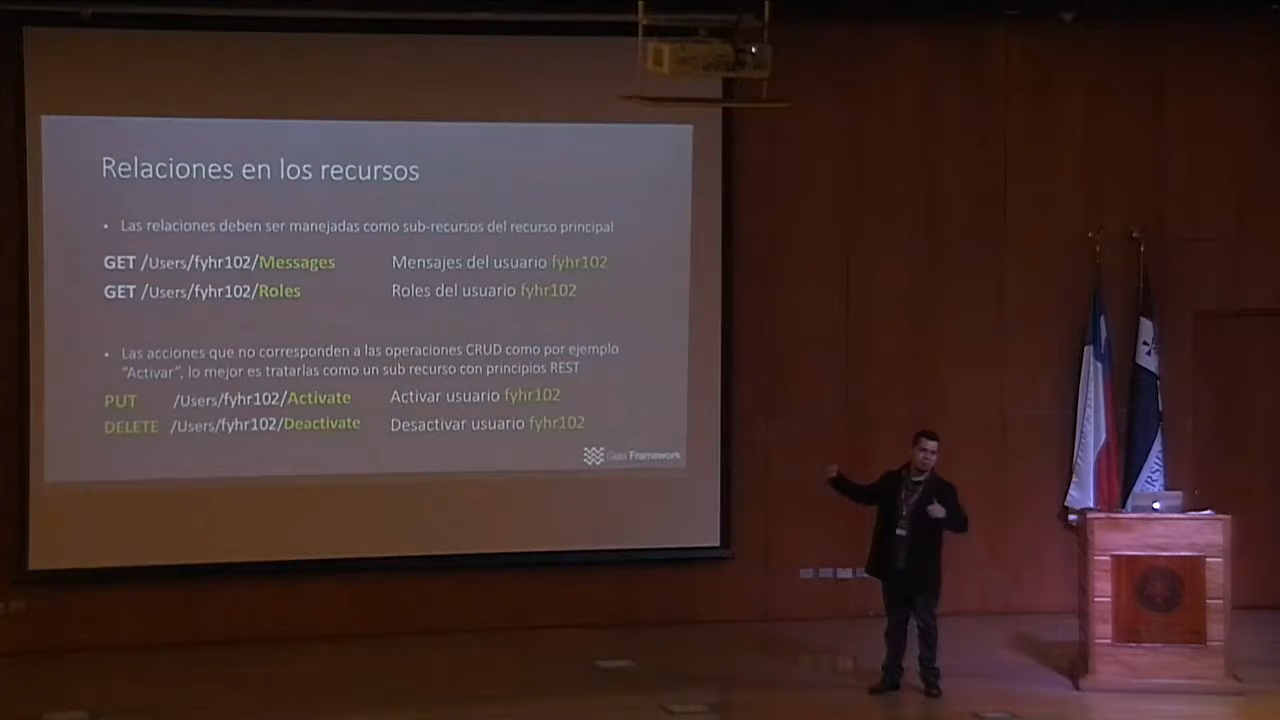 Relaciones en los recursos
• Las relaciones deben ser manejadas como sub-recursos del recurso principal
GET /Users/fyhr102/Messages Mensajes del usuario fyhr102
GET /Users/fyhr102/Roles Roles del usuario fyhr102
• Las acciones que no corresponden a las operaciones CRUD como por ejemplo
"Activar", lo mejor es tratarlas como un sub recurso con principios REST
PUT /Users/fyhr102/Activate Activar usuario fyhr102
DELETE /Users/fyhr102/Deactivate Desactivar usuario fyhr102
Framework